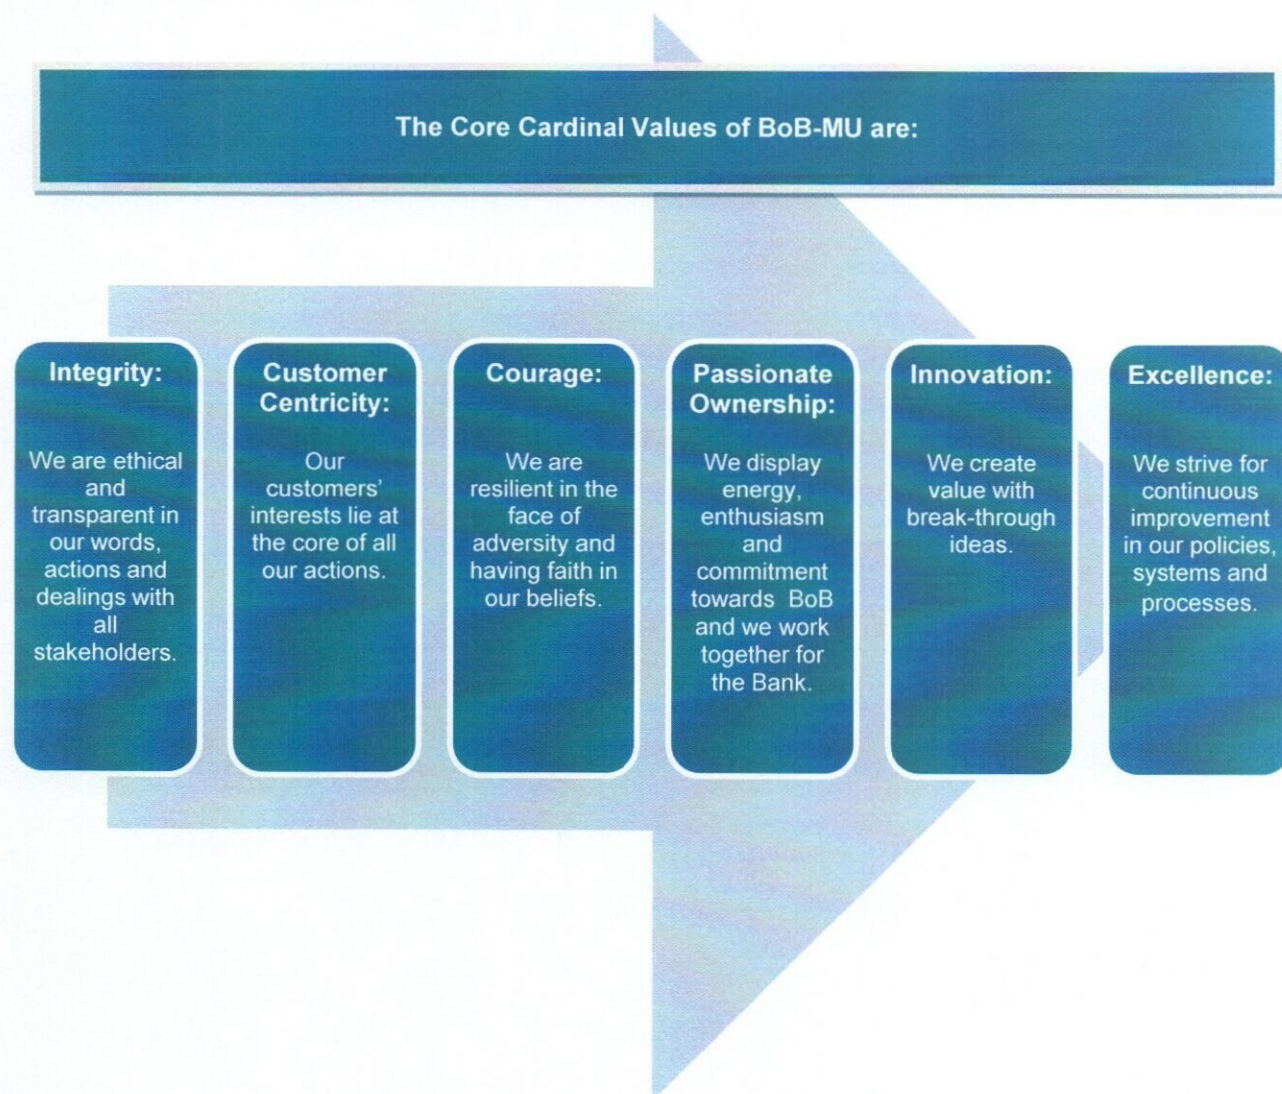 The Core Cardinal Values of BoB-MU are:
Integrity:
We are ethical
and
transparent in
our words,
actions and
dealings with
all
stakeholders.
Customer
Centricity:
Our
customers’
interests lie at
the core of all
our actions.
Courage:
We are
resilient in the
face of
adversity and
having faith in
our beliefs.
Passionate
Ownership:
We display
energy,
enthusiasm
and
commitment
towards BoB
and we work
together for
the Bank.
Innovation:
We create
value with
break-through
ideas.
Excellence:
We strive for
continuous
improvement
in our policies,
systems and
processes.